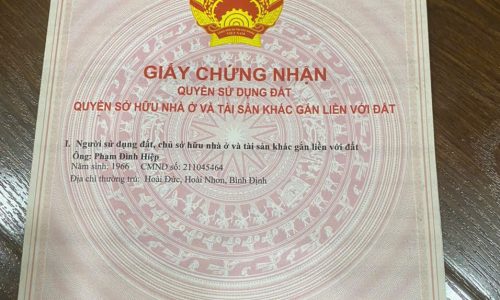 GIẤY CHỨNG NHẬN
QUYỀN SỬ DỤNG ĐẤT
QUYỀN SỞ HỮU NHÀ Ở VÀ TÀI SẢN KHÁC GẮN LIỀN VỚI ĐẤT
I. Người sử dụng đất, chủ sở hữu nhà ở và tài sản khác gắn liền với đất
Ông: Phạm Đình Hiệp
Năm sinh: 1966 CMND số: 211045464
Địa chỉ thường trú: Hoài Đức, Hoài Nhơn, Bình Định